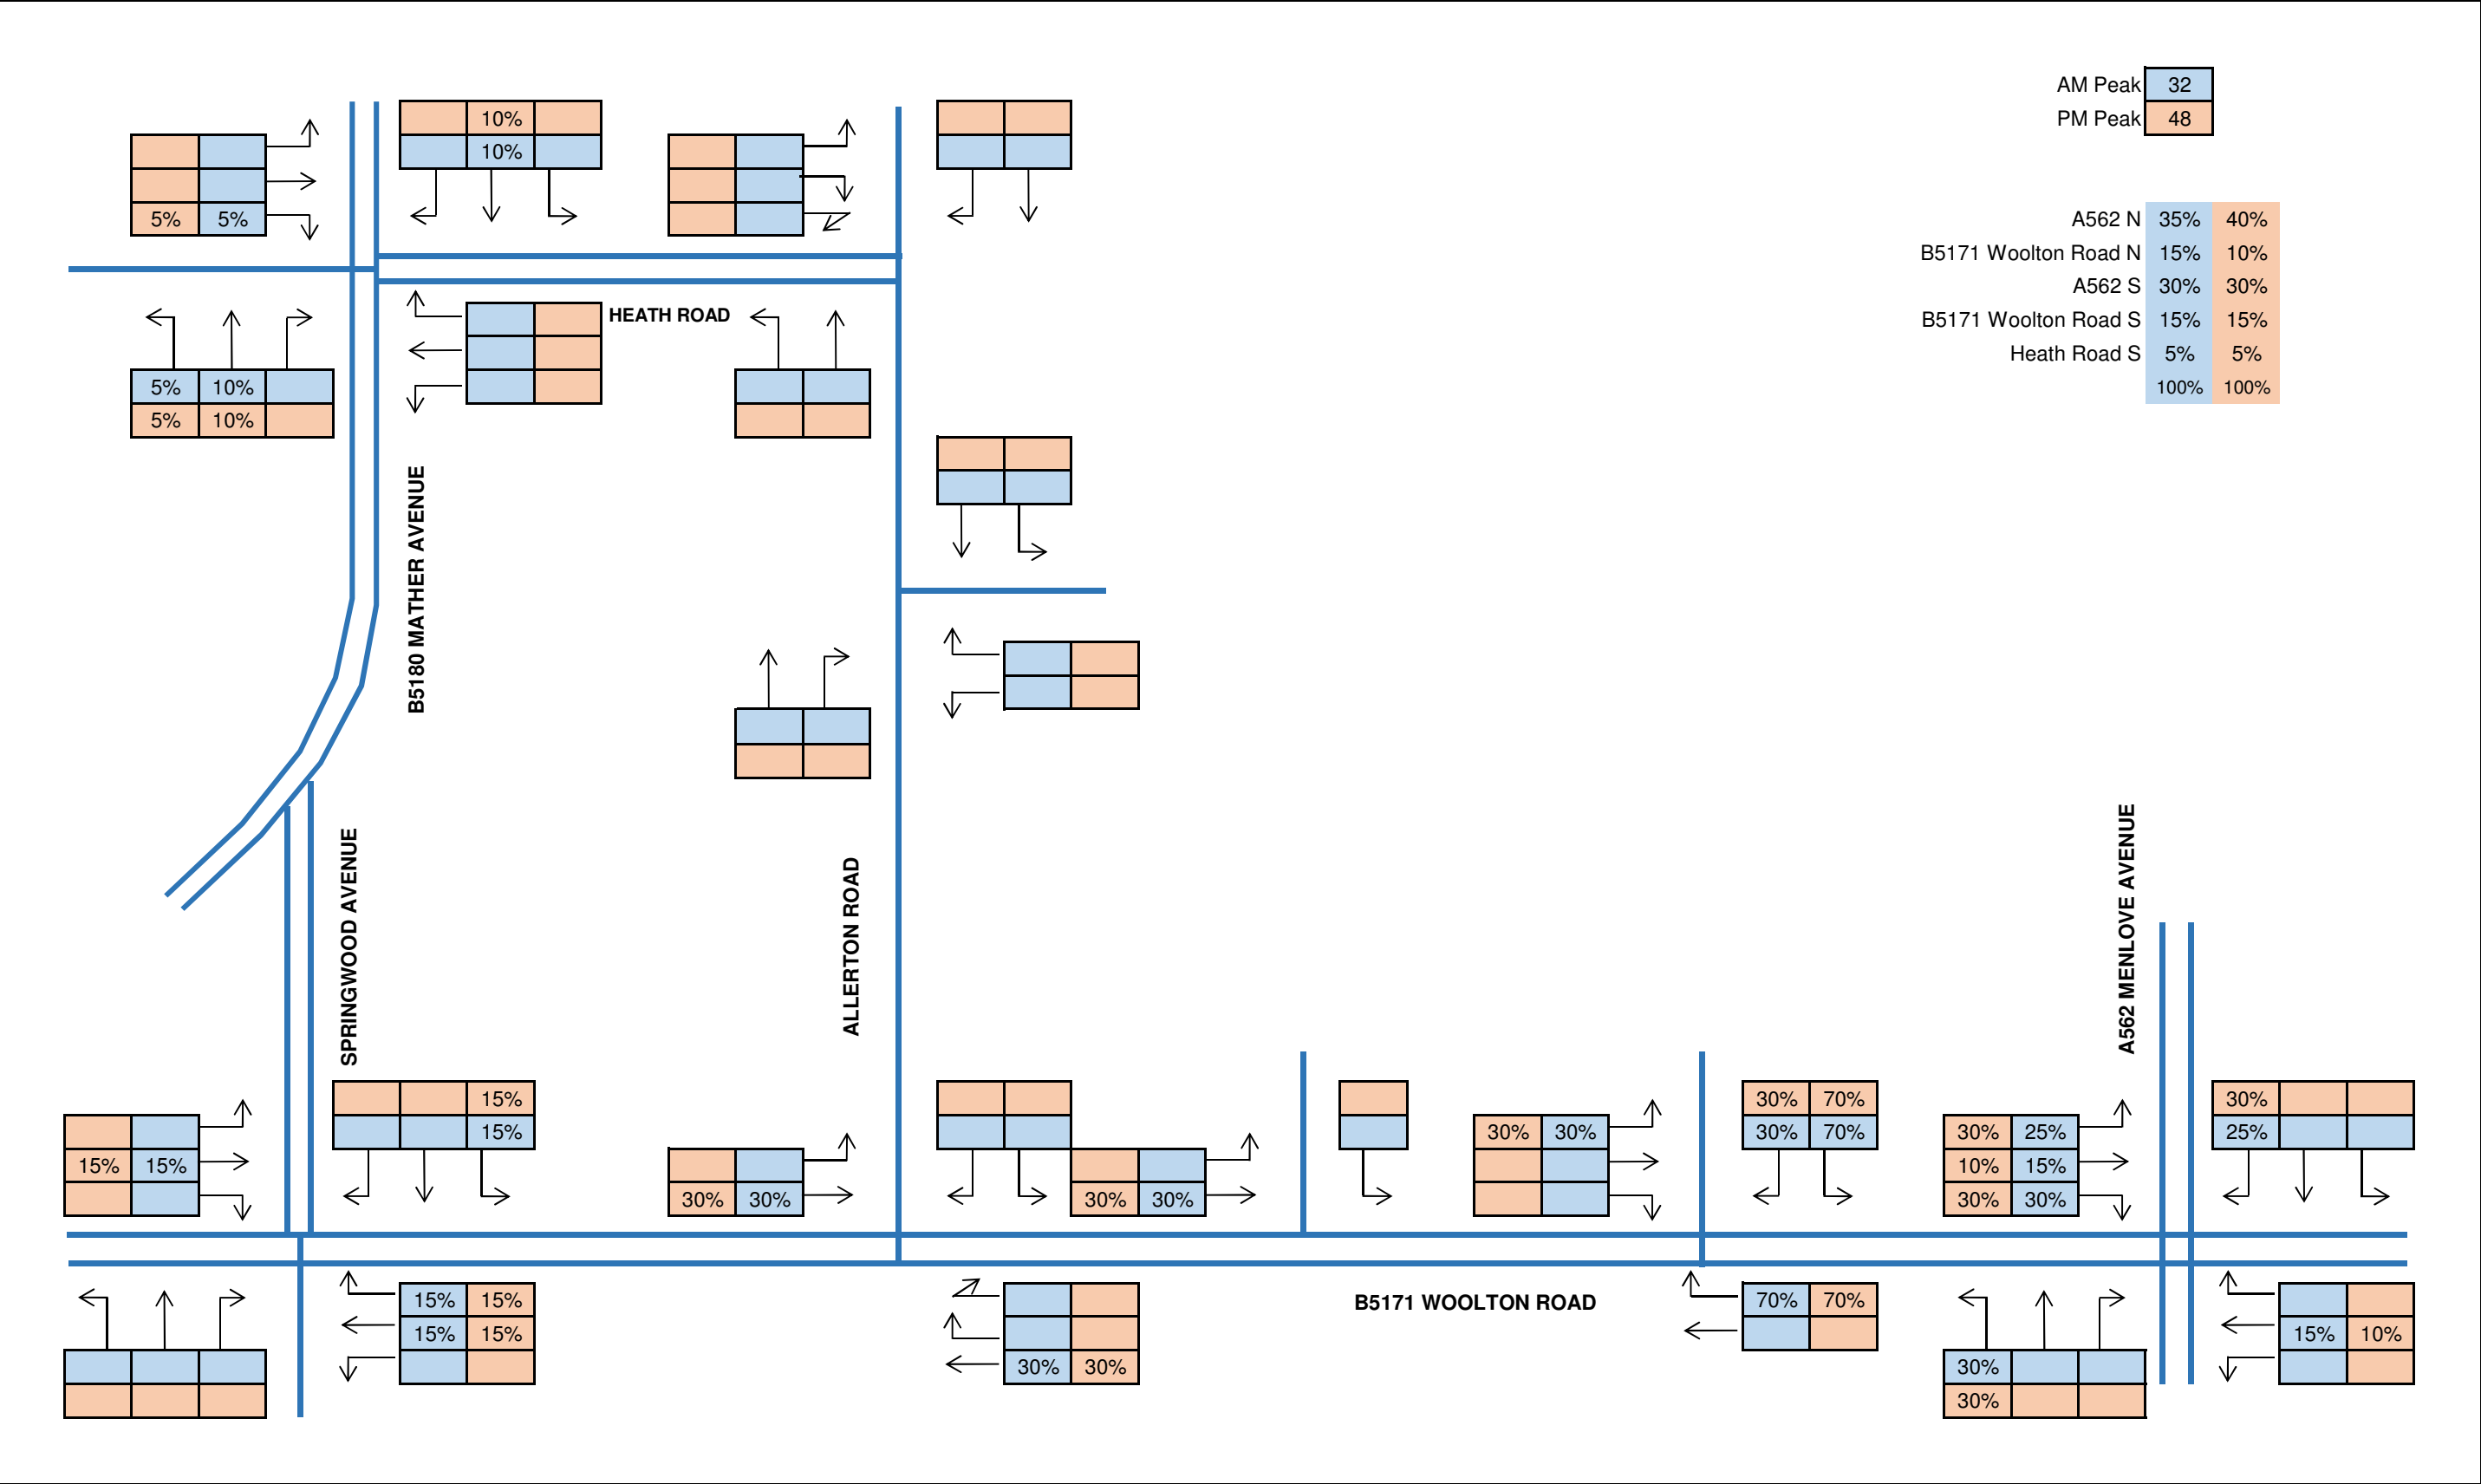 AM Peak 32
PM Peak 48
10%
10%
5% 5%
A562 N 35% 40%
B5171 Woolton Road N 15% 10%
A562 S 30% 30%
B5171 Woolton Road S 15% 15%
Heath Road S 5% 5%
100% 100%
HEATH ROAD
5% 10%
5% 10%
B5180 MATHER AVENUE
SPRINGWOOD AVENUE
ALLERTON ROAD
A562 MENLOVE AVENUE
15%
15%
15% 15%
30% 30%
30% 30%
30% 30%
30% 70%
30% 70%
30% 25%
10% 15%
30% 30%
30%
25%
15% 15%
15% 15%
30% 30%
B5171 WOOLTON ROAD
70% 70%
30%
30%
15% 10%